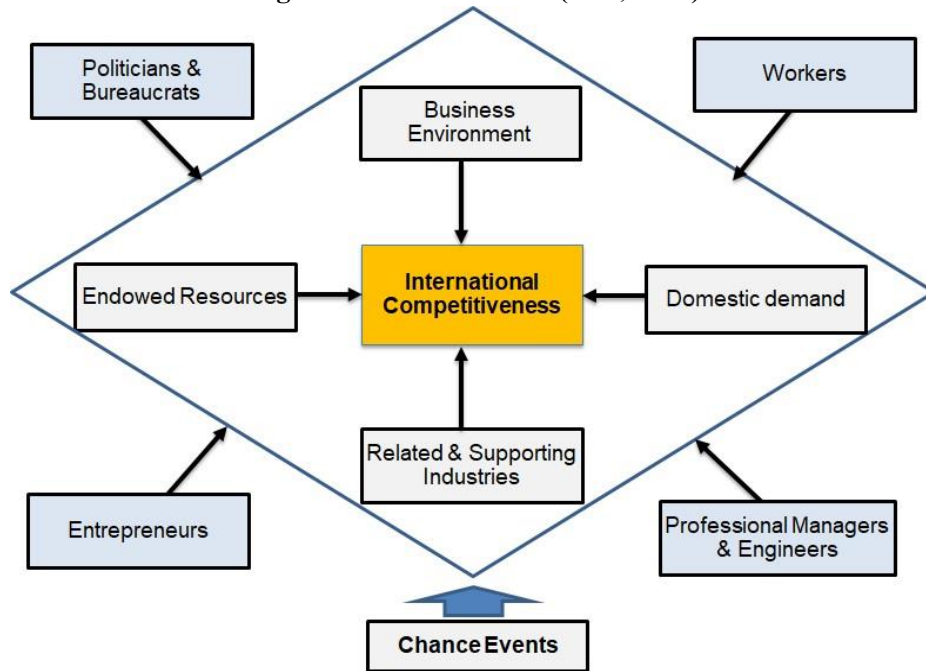 Politicians &
Bureaucrats
Workers
Business
Environment
Endowed Resources
International
Competitiveness
Domestic demand
Related & Supporting
Industries
Entrepreneurs
Professional Managers
& Engineers
Chance Events